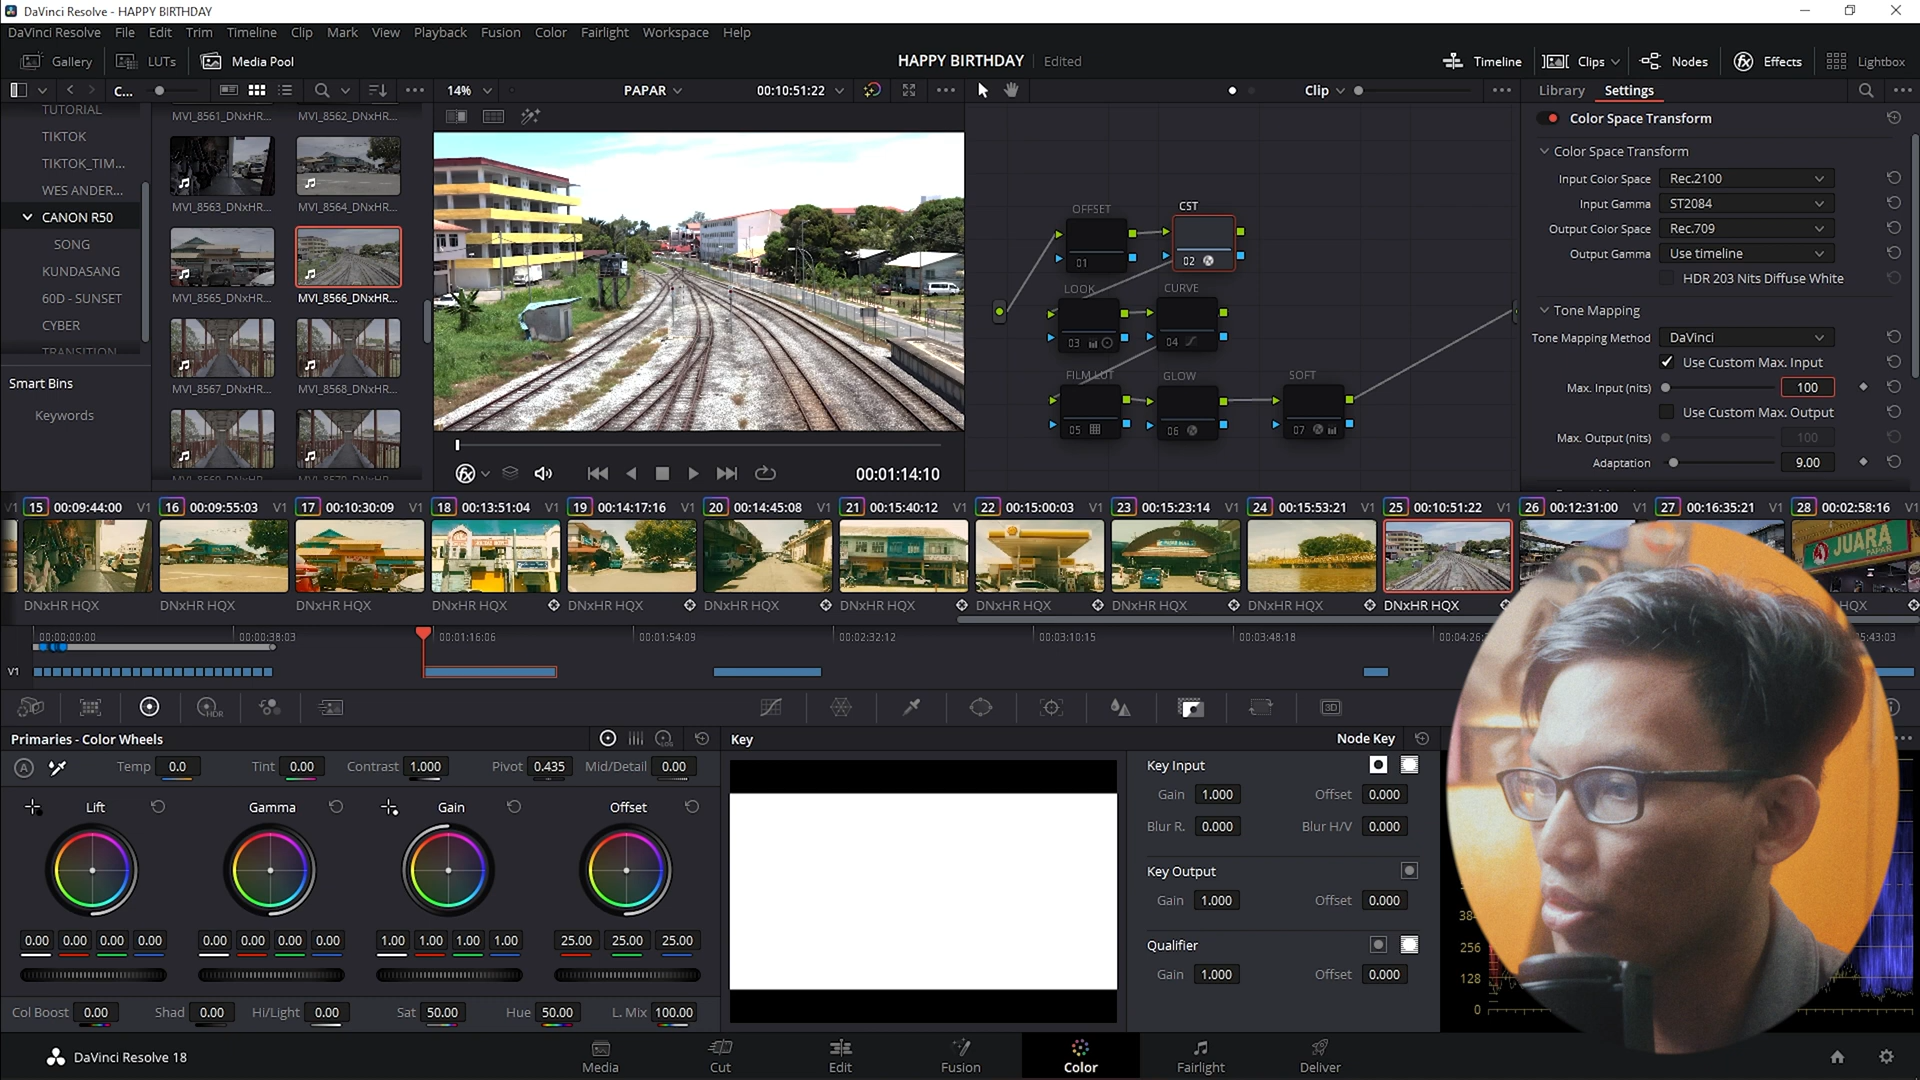 DaVinci Resolve - HAPPY BIRTHDAY
DaVinci Resolve File Edit Trim Timeline Clip Mark View Playback Fusion Color Fairlight Workspace Help
Gallery LUTs Media Pool HAPPY BIRTHDAY Edited Timeline Clips Nodes Effects Lightbox
C... 14% PAPAR 00:10:51:22 Clip Library Settings
TUTORIAL
TIKTOK
TIKTOK_TIM...
WES ANDER...
CANON R50
SONG
KUNDASANG
60D - SUNSET
CYBER
TRANSITION
Smart Bins
Keywords
MVI_8561_DNxHR... MVI_8562_DNxHR...
MVI_8563_DNxHR... MVI_8564_DNxHR...
MVI_8565_DNxHR... MVI_8566_DNxHR...
MVI_8567_DNxHR... MVI_8568_DNxHR...
00:01:14:10
OFFSET CST
01 02
LOOK CURVE
03 04
FILM LUT GLOW SOFT
05 06 07
Color Space Transform
Color Space Transform
Input Color Space Rec.2100
Input Gamma ST2084
Output Color Space Rec.709
Output Gamma Use timeline
HDR 203 Nits Diffuse White
Tone Mapping
Tone Mapping Method DaVinci
Use Custom Max. Input
Max. Input (nits) 100
Use Custom Max. Output
Max. Output (nits) 100
Adaptation 9.00
V1 15 00:09:44:00 V1 16 00:09:55:03 V1 17 00:10:30:09 V1 18 00:13:51:04 V1 19 00:14:17:16 V1 20 00:14:45:08 V1 21 00:15:40:12 V1 22 00:15:00:03 V1 23 00:15:23:14 V1 24 00:15:53:21 V1 25 00:10:51:22 V1 26 00:12:31:00 V1 27 00:16:35:21 V1 28 00:02:58:16 V1
JUARA
PAPAR
DNxHR HQX DNxHR HQX DNxHR HQX DNxHR HQX DNxHR HQX DNxHR HQX DNxHR HQX DNxHR HQX DNxHR HQX DNxHR HQX DNxHR HQX HQX
00:00:00:00 00:00:38:03 00:01:16:06 00:01:54:09 00:02:32:12 00:03:10:15 00:03:48:18 00:04:26: 5:43:03
V1
HDR 3D
Primaries - Color Wheels Key Node Key
A Temp 0.0 Tint 0.00 Contrast 1.000 Pivot 0.435 Mid/Detail 0.00
Lift Gamma Gain Offset
0.00 0.00 0.00 0.00 0.00 0.00 0.00 0.00 1.00 1.00 1.00 1.00 25.00 25.00 25.00
Col Boost 0.00 Shad 0.00 Hi/Light 0.00 Sat 50.00 Hue 50.00 L. Mix 100.00
Key Input
Gain 1.000 Offset 0.000
Blur R. 0.000 Blur H/V 0.000
Key Output
Gain 1.000 Offset 0.000
Qualifier
Gain 1.000 Offset 0.000
384
256
128
0
DaVinci Resolve 18 Media Cut Edit Fusion Color Fairlight Deliver